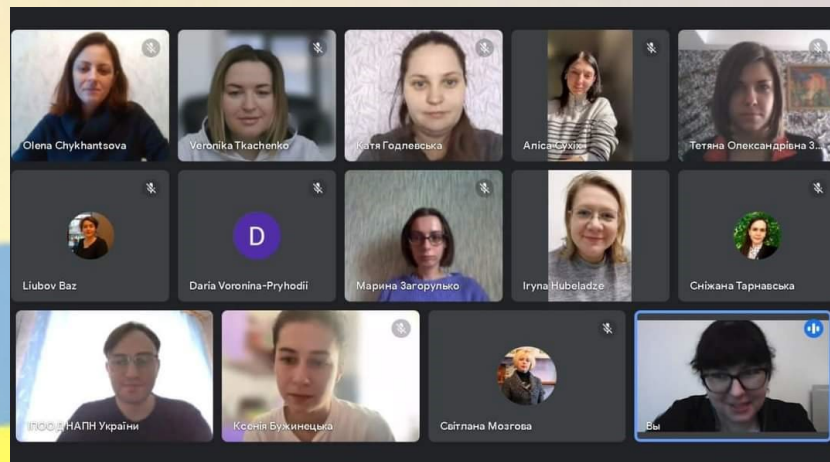 Olena Chykhantsova
Veronika Tkachenko
Катя Годлевська
Аліса Сухіх
Тетяна Олександрівна З...
Liubov Baz
D
Daria Voronina-Pryhodii
Марина Загорулько
Iryna Hubeladze
Сніжана Тарнавська
НАПН України
Ксенія Бужинецька
Світлана Мозгова
Вы